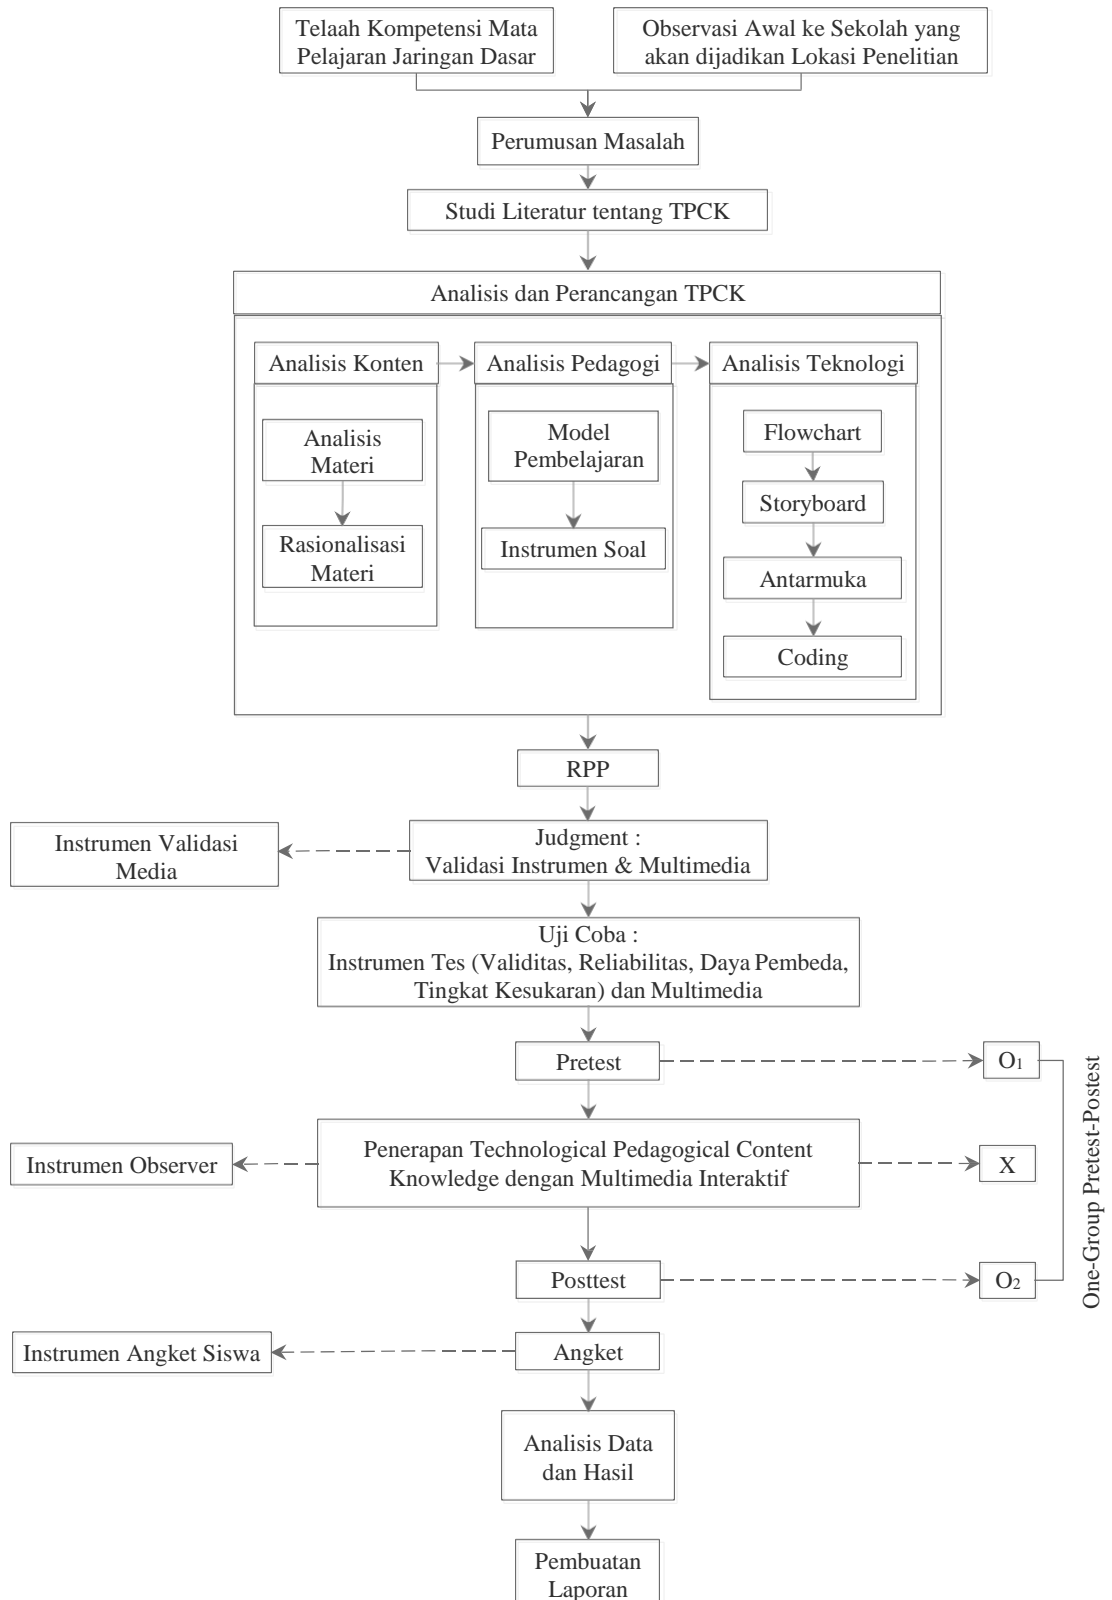 Telaah Kompetensi Mata
Pelajaran Jaringan Dasar
Observasi Awal ke Sekolah yang
akan dijadikan Lokasi Penelitian
Perumusan Masalah
Studi Literatur tentang TPCK
Analisis dan Perancangan TPCK
Analisis Konten
Analisis Pedagogi
Analisis Teknologi
Analisis
Materi
Rasionalisasi
Materi
Model
Pembelajaran
Instrumen Soal
Flowchart
Storyboard
Antarmuka
Coding
RPP
Judgment :
Validasi Instrumen & Multimedia
Instrumen Validasi
Media
Uji Coba :
Instrumen Tes (Validitas, Reliabilitas, Daya Pembeda,
Tingkat Kesukaran) dan Multimedia
Pretest
O1
Penerapan Technological Pedagogical Content
Knowledge dengan Multimedia Interaktif
Instrumen Observer
X
Posttest
O2
One-Group Pretest-Postest
Angket
Instrumen Angket Siswa
Analisis Data
dan Hasil
Pembuatan
Laporan